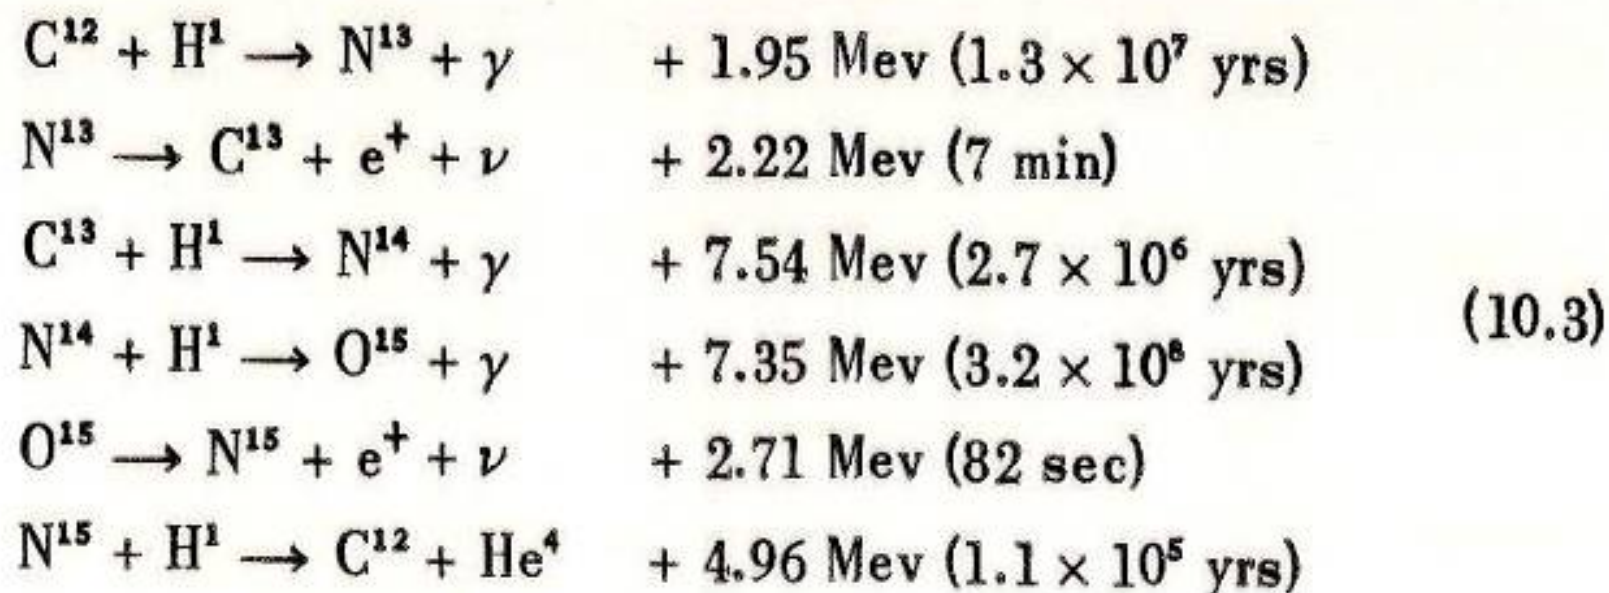 C¹² + H¹ → N¹³ + γ + 1.95 Mev (1.3 × 10⁷ yrs)
N¹³ → C¹³ + e⁺ + ν + 2.22 Mev (7 min)
C¹³ + H¹ → N¹⁴ + γ + 7.54 Mev (2.7 × 10⁶ yrs)
(10.3)
N¹⁴ + H¹ → O¹⁵ + γ + 7.35 Mev (3.2 × 10⁸ yrs)
O¹⁵ → N¹⁵ + e⁺ + ν + 2.71 Mev (82 sec)
N¹⁵ + H¹ → C¹² + He⁴ + 4.96 Mev (1.1 × 10⁵ yrs)